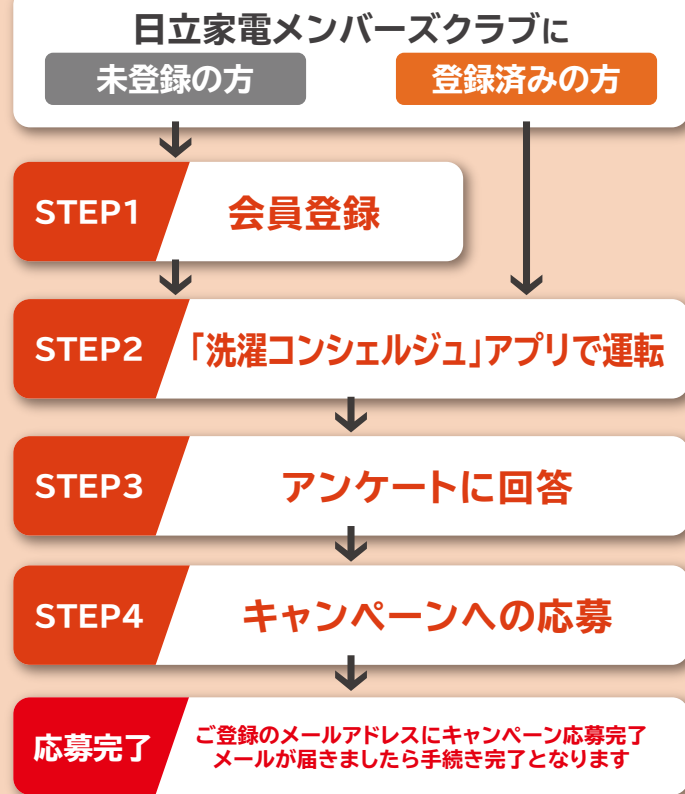 日立家電メンバーズクラブに
未登録の方
登録済みの方
STEP1
会員登録
STEP2
「洗濯コンシェルジュ」アプリで運転
STEP3
アンケートに回答
STEP4
キャンペーンへの応募
応募完了
ご登録のメールアドレスにキャンペーン応募完了
メールが届きましたら手続き完了となります